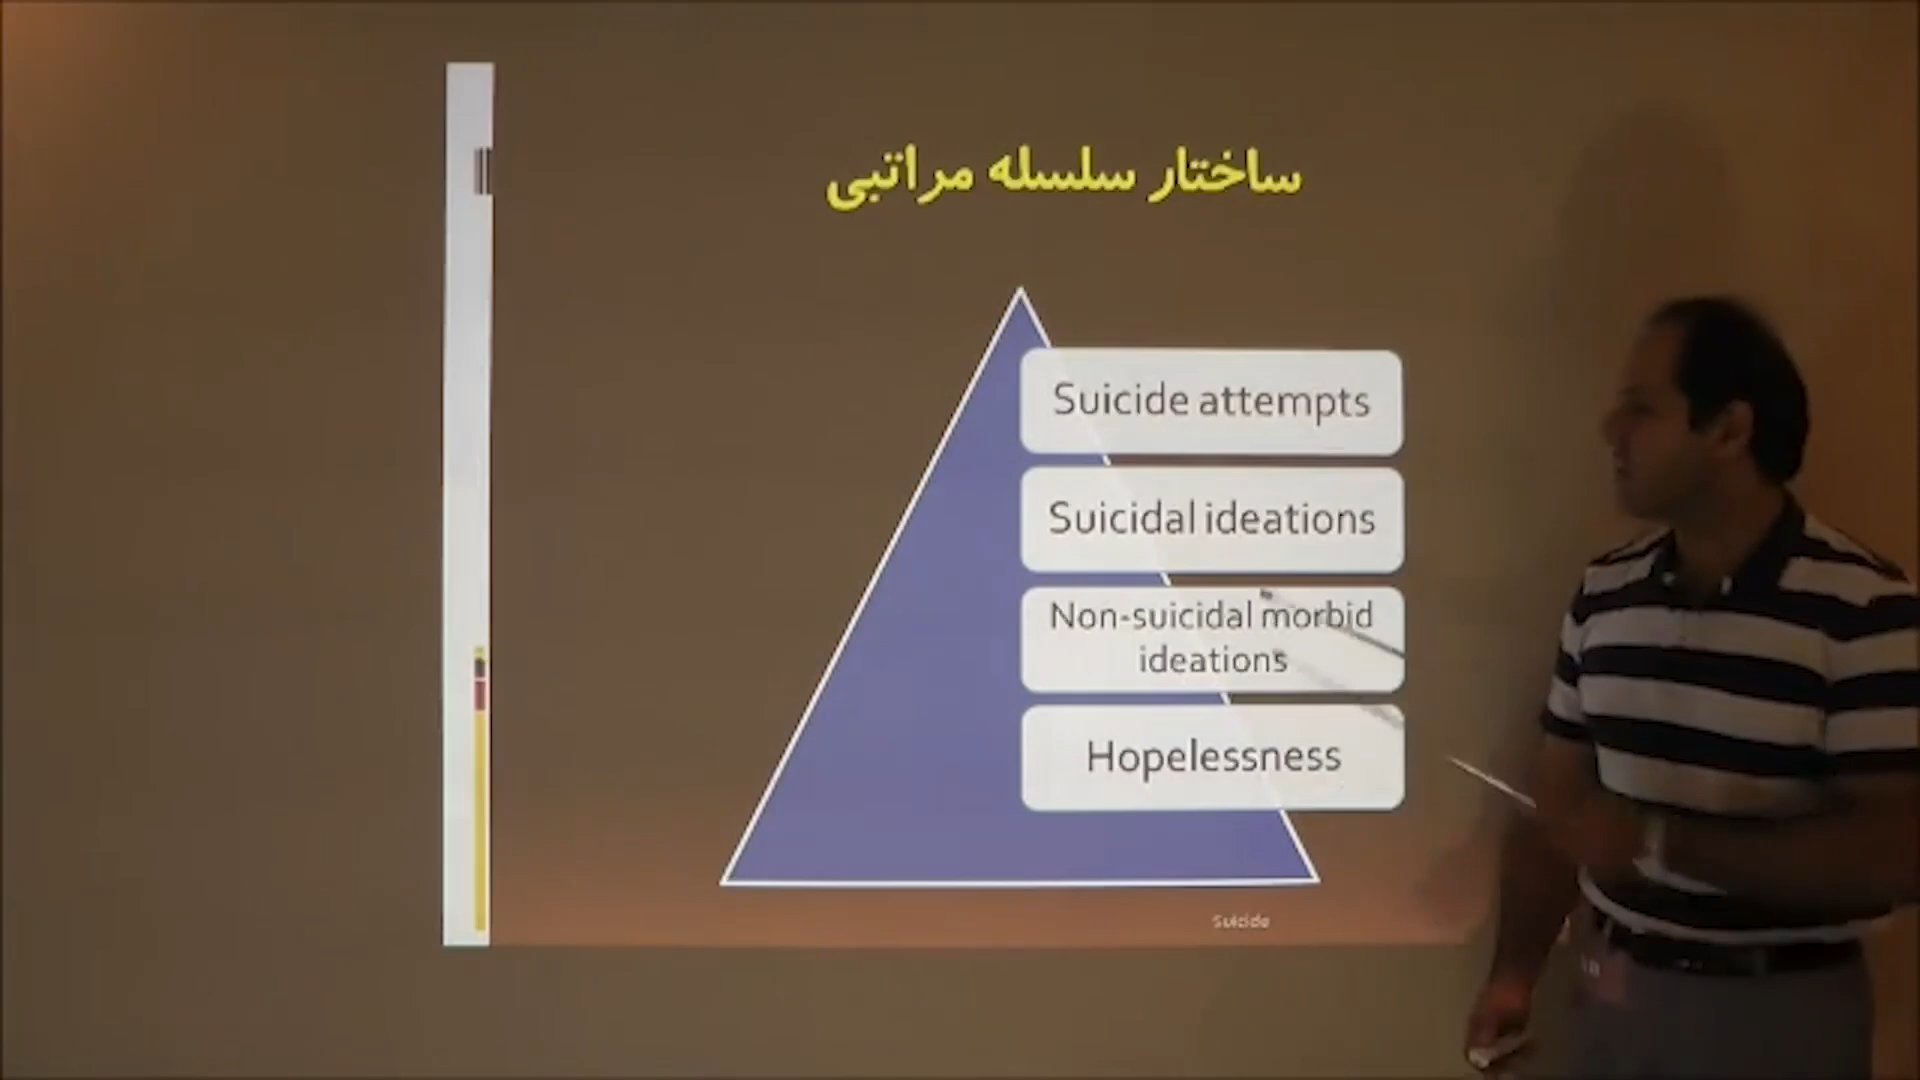 ساختار سلسله مراتبی
Suicide attempts
Suicidal ideations
Non-suicidal morbid
ideations
Hopelessness
Suicide